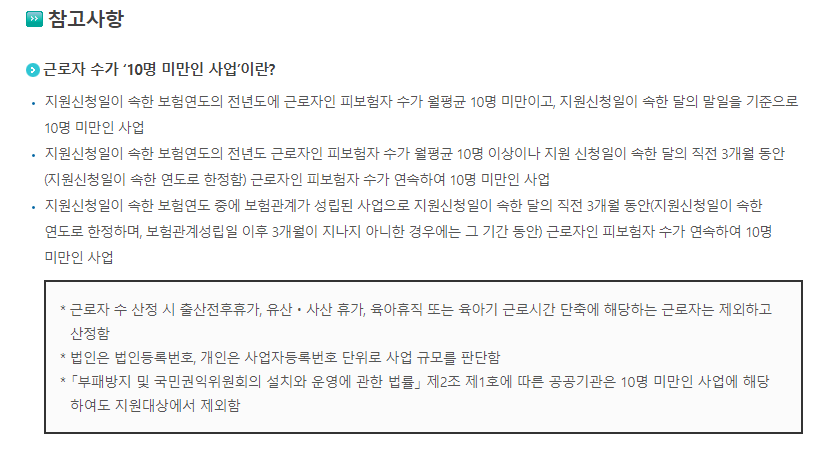 참고사항
근로자 수가 '10명 미만인 사업'이란?
• 지원신청일이 속한 보험연도의 전년도에 근로자인 피보험자 수가 월평균 10명 미만이고, 지원신청일이 속한 달의 말일을 기준으로
10명 미만인 사업
• 지원신청일이 속한 보험연도의 전년도 근로자인 피보험자 수가 월평균 10명 이상이나 지원 신청일이 속한 달의 직전 3개월 동안
(지원신청일이 속한 연도로 한정함) 근로자인 피보험자 수가 연속하여 10명 미만인 사업
• 지원신청일이 속한 보험연도 중에 보험관계가 성립된 사업으로 지원신청일이 속한 달의 직전 3개월 동안(지원신청일이 속한
연도로 한정하며, 보험관계성립일 이후 3개월이 지나지 아니한 경우에는 그 기간 동안) 근로자인 피보험자 수가 연속하여 10명
미만인 사업
* 근로자 수 산정 시 출산전후휴가, 유산・사산 휴가, 육아휴직 또는 육아기 근로시간 단축에 해당하는 근로자는 제외하고
산정함
* 법인은 법인등록번호, 개인은 사업자등록번호 단위로 사업 규모를 판단함
* 「부패방지 및 국민권익위원회의 설치와 운영에 관한 법률」 제2조 제1호에 따른 공공기관은 10명 미만인 사업에 해당
하여도 지원대상에서 제외함